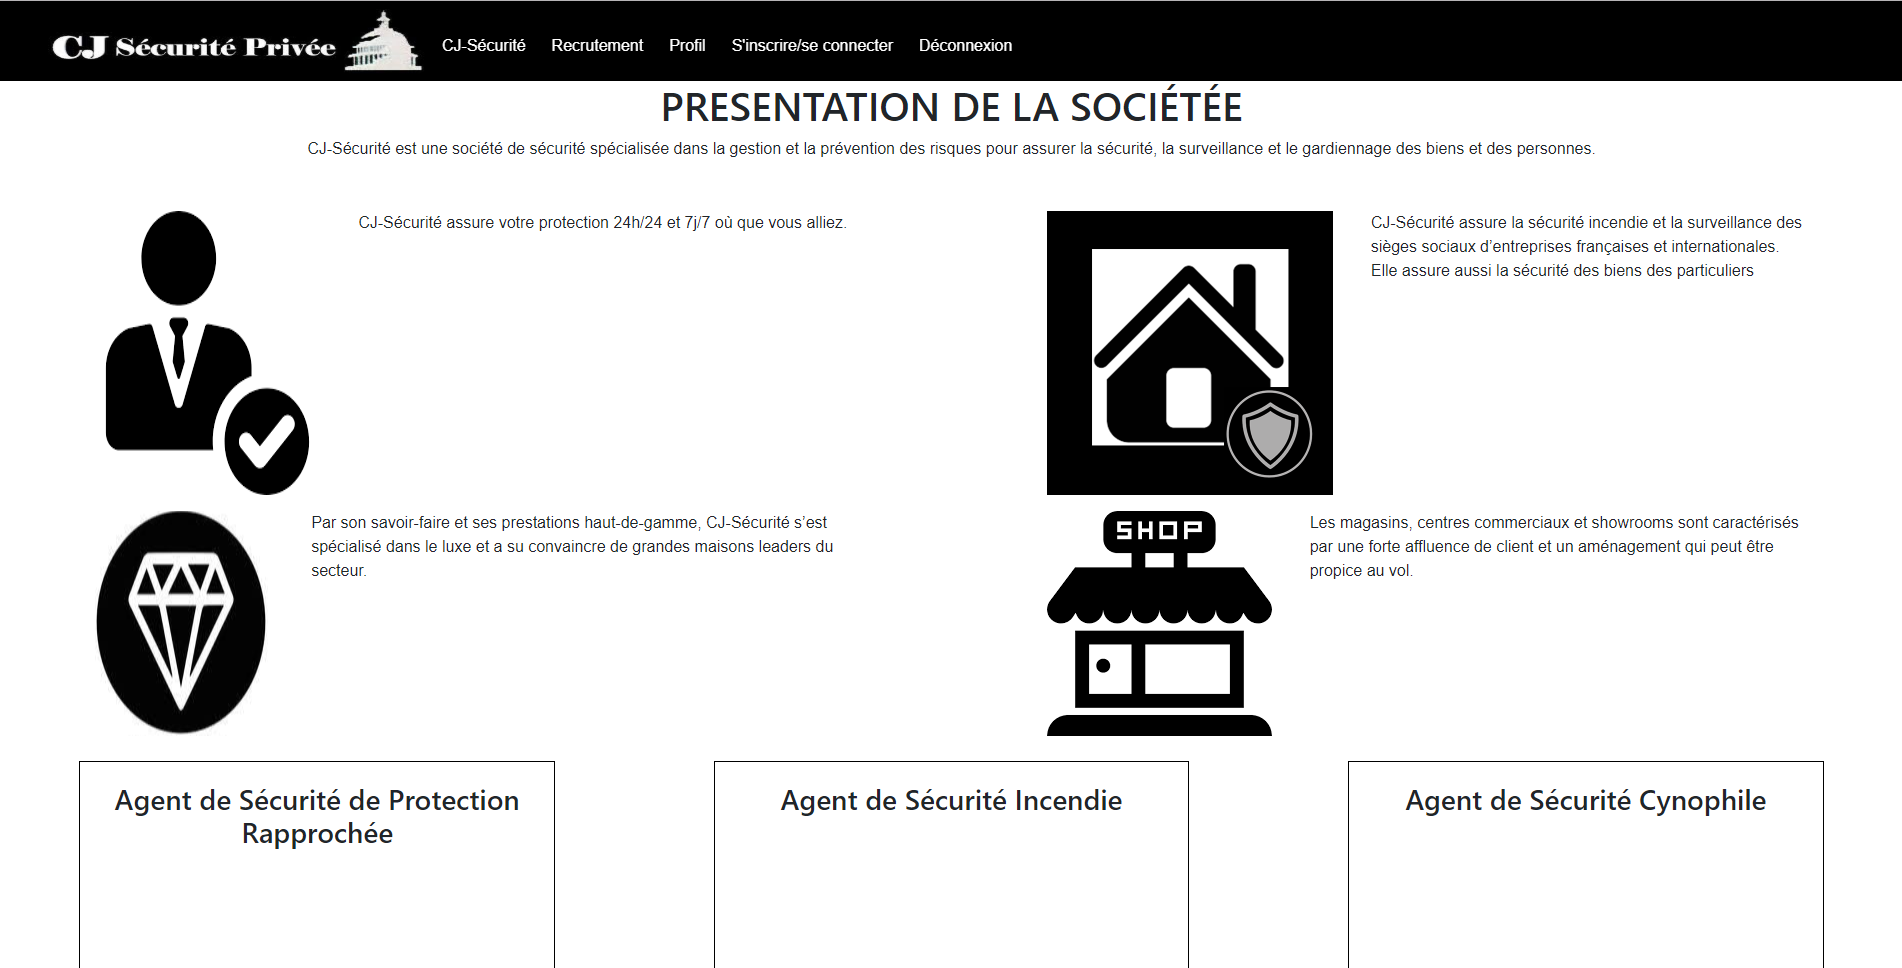 CJ Sécurité Privée
CJ-Sécurité Recrutement Profil S'inscrire/se connecter Déconnexion
PRESENTATION DE LA SOCIÉTÉE
CJ-Sécurité est une société de sécurité spécialisée dans la gestion et la prévention des risques pour assurer la sécurité, la surveillance et le gardiennage des biens et des personnes.
CJ-Sécurité assure votre protection 24h/24 et 7j/7 où que vous alliez.
CJ-Sécurité assure la sécurité incendie et la surveillance des
sièges sociaux d’entreprises françaises et internationales.
Elle assure aussi la sécurité des biens des particuliers
Par son savoir-faire et ses prestations haut-de-gamme, CJ-Sécurité s’est
spécialisé dans le luxe et a su convaincre de grandes maisons leaders du
secteur.
SHOP
Les magasins, centres commerciaux et showrooms sont caractérisés
par une forte affluence de client et un aménagement qui peut être
propice au vol.
Agent de Sécurité de Protection
Rapprochée
Agent de Sécurité Incendie
Agent de Sécurité Cynophile